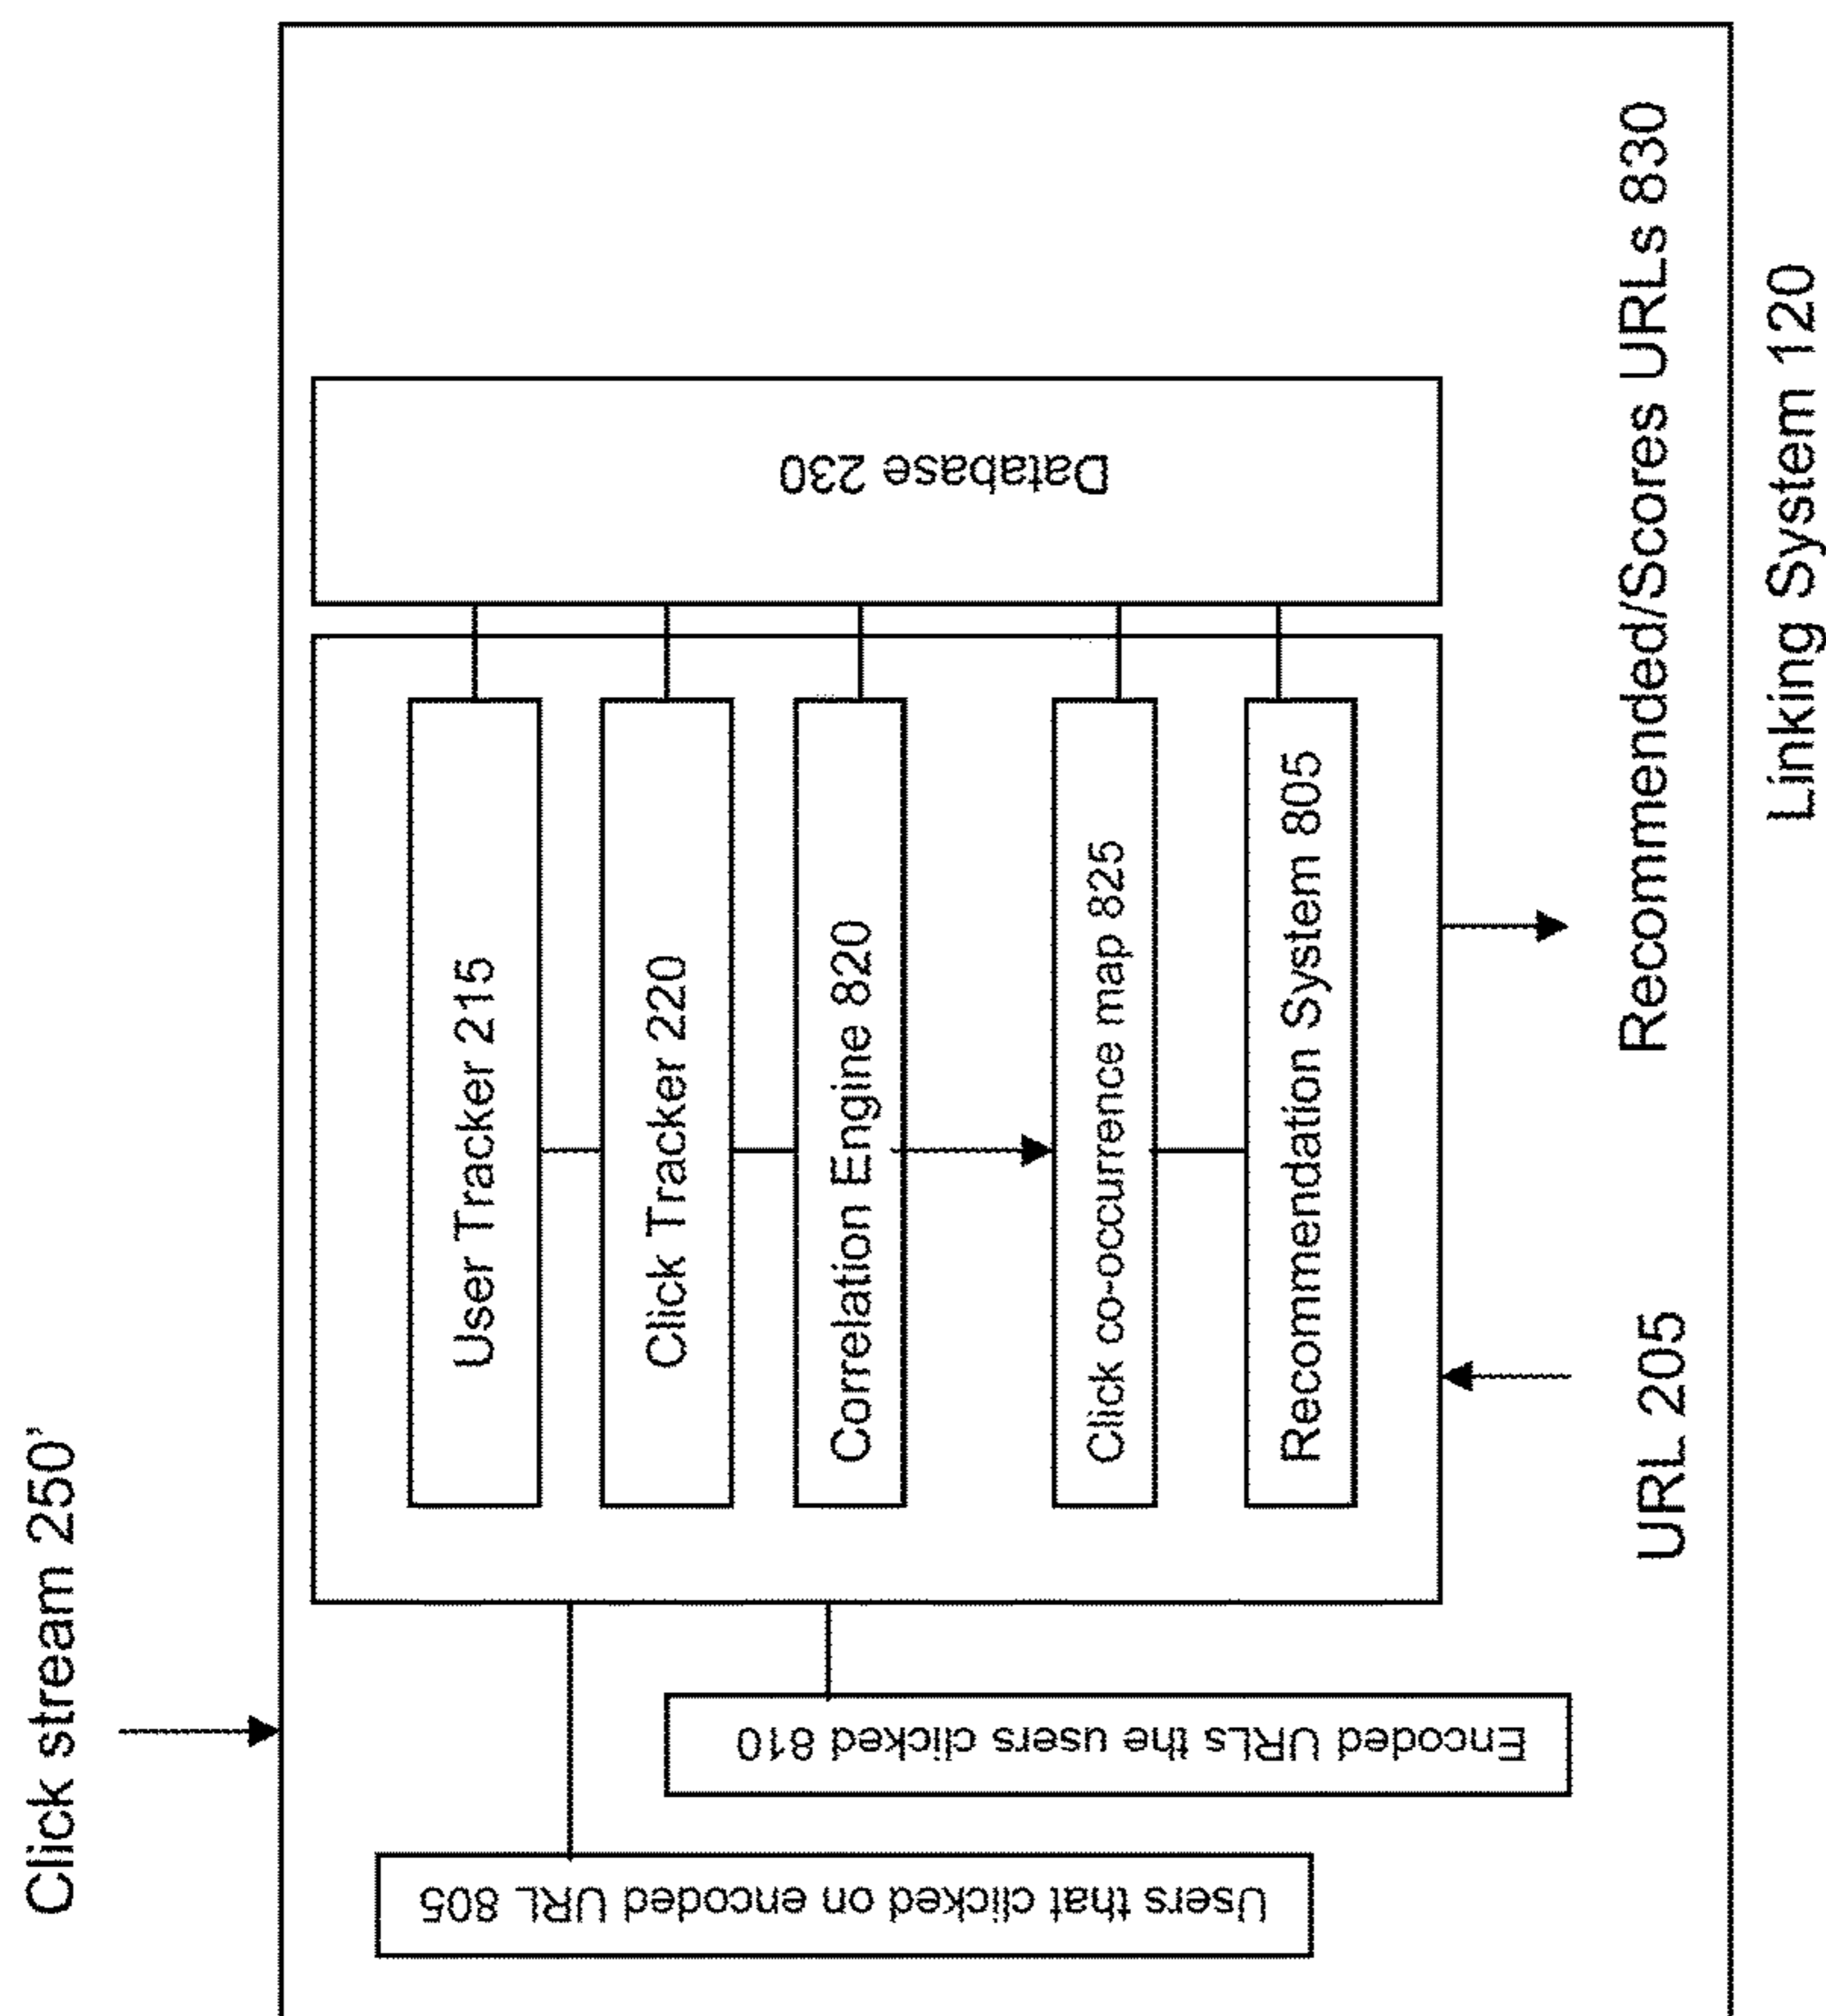 Click stream 250'
Users that clicked on encoded URL 805
Encoded URLs the users clicked 810
User Tracker 215
Click Tracker 220
Correlation Engine 820
Click co-occurrence map 825
Recommendation System 805
Database 230
URL 205
Recommended/Scores URLs 830
Linking System 120